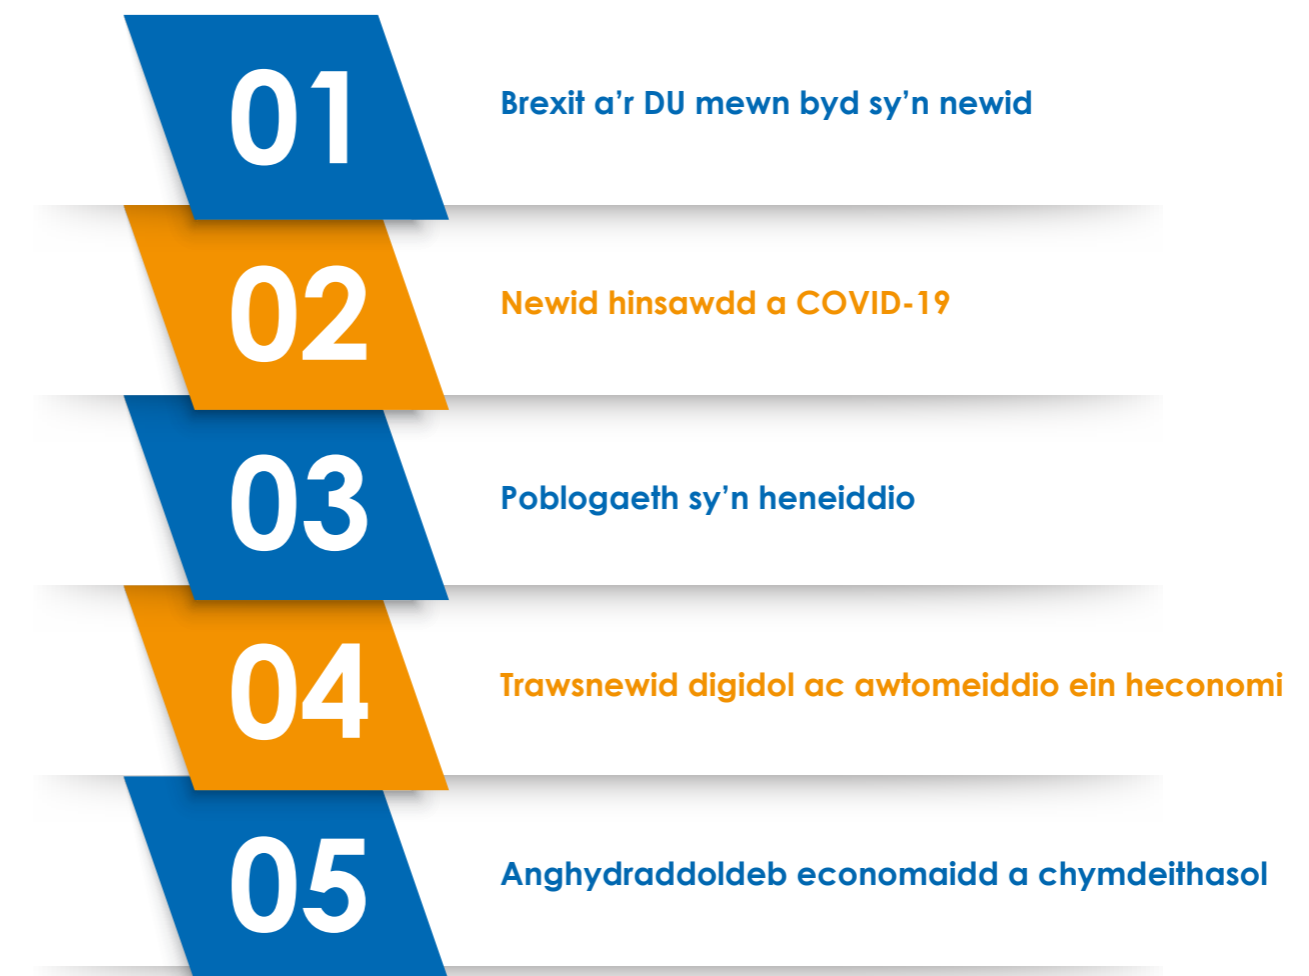 01
Brexit a’r DU mewn byd sy’n newid
02
Newid hinsawdd a COVID-19
03
Poblogaeth sy’n heneiddio
04
Trawsnewid digidol ac awtomeiddio ein heconomi
05
Anghydraddoldeb economaidd a chymdeithasol